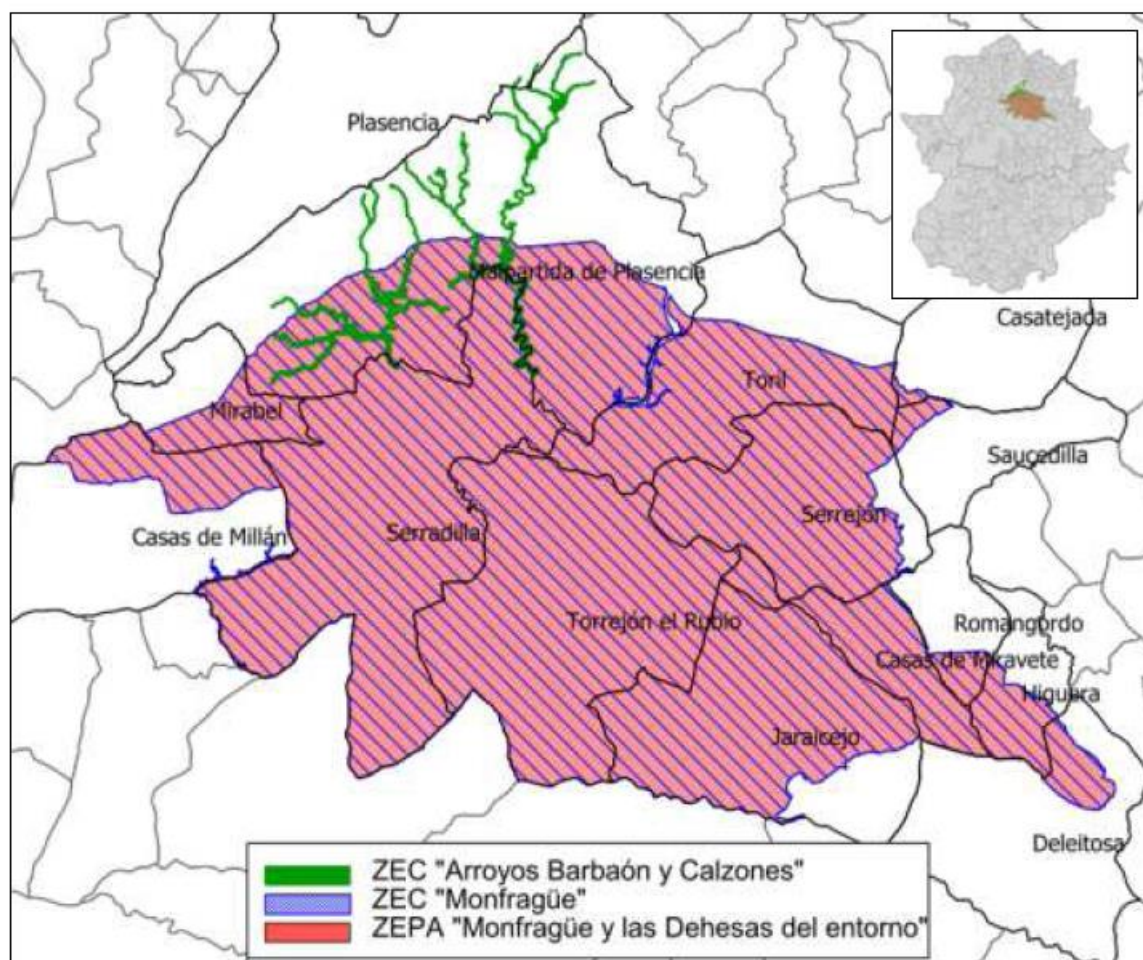 Plasencia
Malpartida de Plasencia
Casatejada
Toril
Mirabel
Saucedilla
Serrejón
Casas de Millán
Serradilla
Torrejón el Rubio
Romangordo
Casas de Miravete
Higuera
Jaraicejo
Deleitosa
ZEC "Arroyos Barbaón y Calzones"
ZEC "Monfragüe"
ZEPA "Monfragüe y las Dehesas del entorno"